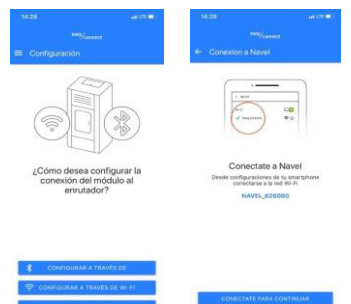 14:28
easy connect
Configuración
¿Cómo desea configurar la
conexión del módulo al
enrutador?
CONFIGURAR A TRAVÉS DE
CONFIGURAR A TRAVÉS DE WI-FI
14:28
easy connect
Conexion a Navel
Conectate a Navel
Desde configuraciones de tu smartphone
conectarse a la red Wi-Fi
NAVEL_826080
CONECTATE PARA CONTINUAR